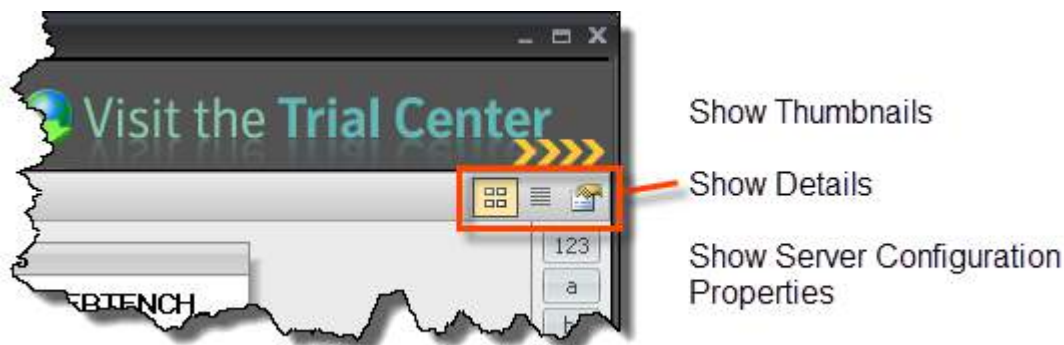 Visit the Trial Center
Show Thumbnails
Show Details
Show Server Configuration
Properties
123
a